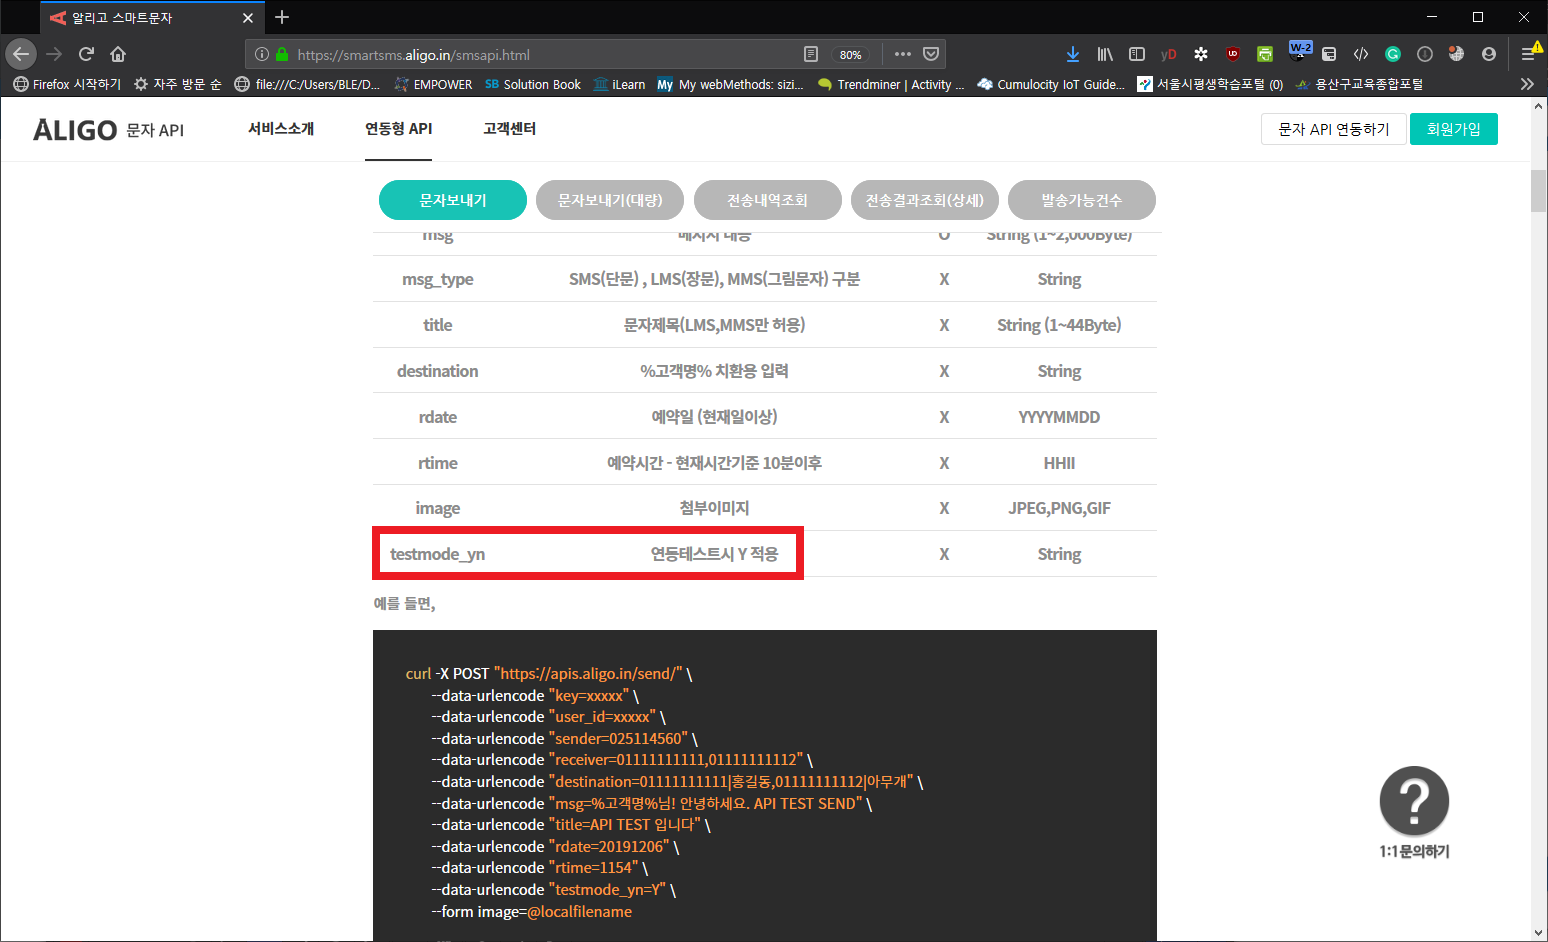 알리고 스마트문자
https://smartsms.aligo.in/smsapi.html
80%
yD
UD
W-2
G
Firefox 시작하기
자주 방문 순
file:///C:/Users/BLE/D...
EMPOWER
SB Solution Book
iLearn
My My webMethods: sizi...
Trendminer | Activity ...
Cumulocity IoT Guide...
서울시평생학습포털 (0)
용산구교육종합포털
ALIGO 문자 API
서비스소개
연동형 API
고객센터
문자 API 연동하기
회원가입
문자보내기
문자보내기(대량)
전송내역조회
전송결과조회(상세)
발송가능건수
msg 메시지 내용 O String (1~2,000Byte)
msg_type SMS(단문) , LMS(장문), MMS(그림문자) 구분 X String
title 문자제목(LMS,MMS만 허용) X String (1~44Byte)
destination %고객명% 치환용 입력 X String
rdate 예약일 (현재일이상) X YYYYMMDD
rtime 예약시간 - 현재시간기준 10분이후 X HHII
image 첨부이미지 X JPEG,PNG,GIF
testmode_yn 연동테스트시 Y 적용 X String
예를 들면,
curl -X POST "https://apis.aligo.in/send/" \
--data-urlencode "key=xxxxx" \
--data-urlencode "user_id=xxxxx" \
--data-urlencode "sender=025114560" \
--data-urlencode "receiver=01111111111,01111111112" \
--data-urlencode "destination=01111111111|홍길동,01111111112|아무개" \
--data-urlencode "msg=%고객명%님! 안녕하세요. API TEST SEND" \
--data-urlencode "title=API TEST 입니다" \
--data-urlencode "rdate=20191206" \
--data-urlencode "rtime=1154" \
--data-urlencode "testmode_yn=Y" \
--form image=@localfilename
?
1:1문의하기